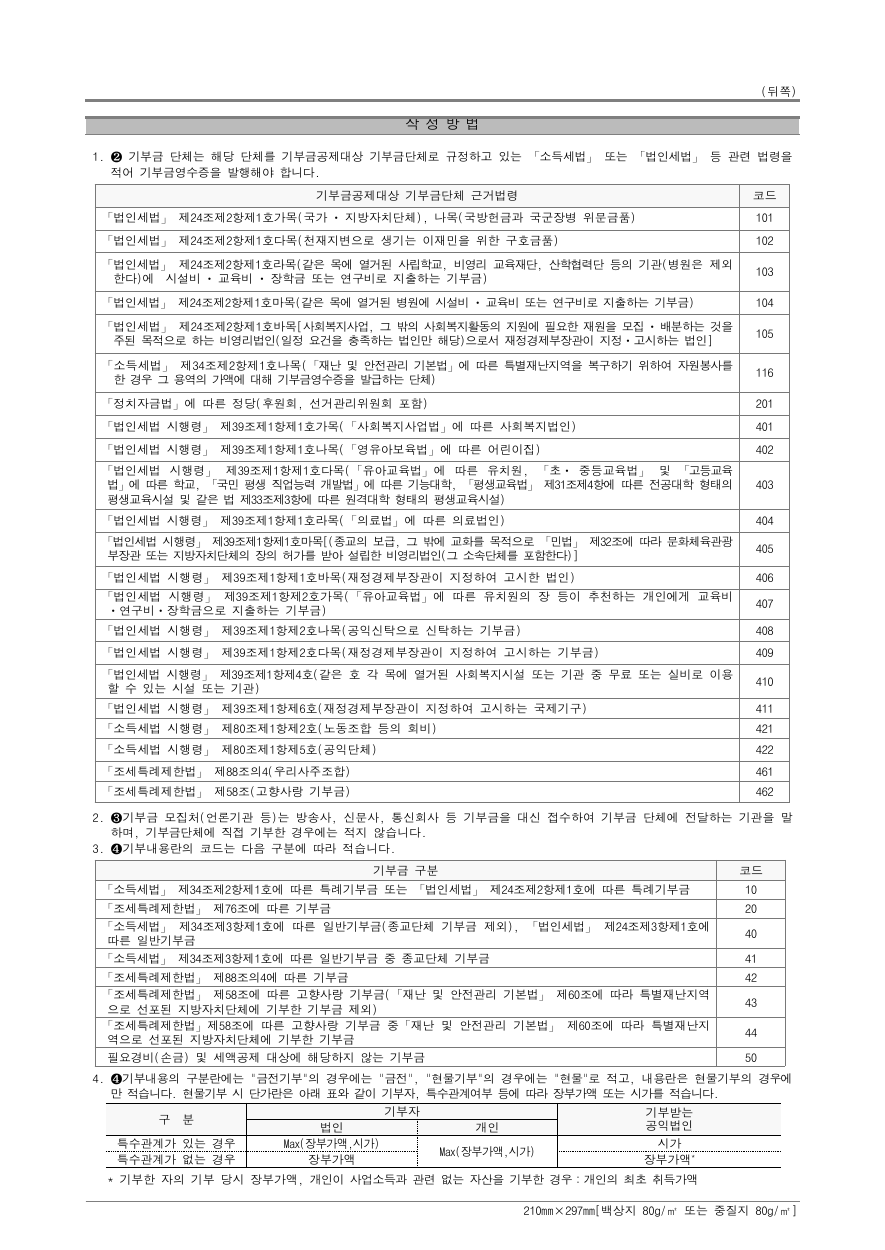 (뒤쪽)
작 성 방 법
1. ❷ 기부금 단체는 해당 단체를 기부금공제대상 기부금단체로 규정하고 있는 「소득세법」 또는 「법인세법」 등 관련 법령을
적어 기부금영수증을 발행해야 합니다.
기부금공제대상 기부금단체 근거법령 코드
「법인세법」 제24조제2항제1호가목(국가ㆍ지방자치단체), 나목(국방헌금과 국군장병 위문금품) 101
「법인세법」 제24조제2항제1호다목(천재지변으로 생기는 이재민을 위한 구호금품) 102
「법인세법」 제24조제2항제1호라목(같은 목에 열거된 사립학교, 비영리 교육재단, 산학협력단 등의 기관(병원은 제외
한다)에 시설비ㆍ교육비ㆍ장학금 또는 연구비로 지출하는 기부금) 103
「법인세법」 제24조제2항제1호마목(같은 목에 열거된 병원에 시설비ㆍ교육비 또는 연구비로 지출하는 기부금) 104
「법인세법」 제24조제2항제1호바목[사회복지사업, 그 밖의 사회복지활동의 지원에 필요한 재원을 모집ㆍ배분하는 것을
주된 목적으로 하는 비영리법인(일정 요건을 충족하는 법인만 해당)으로서 재정경제부장관이 지정ㆍ고시하는 법인] 105
「소득세법」 제34조제2항제1호나목(「재난 및 안전관리 기본법」에 따른 특별재난지역을 복구하기 위하여 자원봉사를
한 경우 그 용역의 가액에 대해 기부금영수증을 발급하는 단체) 116
「정치자금법」에 따른 정당(후원회, 선거관리위원회 포함) 201
「법인세법 시행령」 제39조제1항제1호가목(「사회복지사업법」에 따른 사회복지법인) 401
「법인세법 시행령」 제39조제1항제1호나목(「영유아보육법」에 따른 어린이집) 402
「법인세법 시행령」 제39조제1항제1호다목(「유아교육법」에 따른 유치원, 「초ㆍ 중등교육법」 및 「고등교육
법」에 따른 학교, 「국민 평생 직업능력 개발법」에 따른 기능대학, 「평생교육법」 제31조제4항에 따른 전공대학 형태의
평생교육시설 및 같은 법 제33조제3항에 따른 원격대학 형태의 평생교육시설) 403
「법인세법 시행령」 제39조제1항제1호라목(「의료법」에 따른 의료법인) 404
「법인세법 시행령」 제39조제1항제1호마목[(종교의 보급, 그 밖에 교화를 목적으로 「민법」 제32조에 따라 문화체육관광
부장관 또는 지방자치단체의 장의 허가를 받아 설립한 비영리법인(그 소속단체를 포함한다)] 405
「법인세법 시행령」 제39조제1항제1호바목(재정경제부장관이 지정하여 고시한 법인) 406
「법인세법 시행령」 제39조제1항제2호가목(「유아교육법」에 따른 유치원의 장 등이 추천하는 개인에게 교육비
ㆍ연구비ㆍ장학금으로 지출하는 기부금) 407
「법인세법 시행령」 제39조제1항제2호나목(공익신탁으로 신탁하는 기부금) 408
「법인세법 시행령」 제39조제1항제2호다목(재정경제부장관이 지정하여 고시하는 기부금) 409
「법인세법 시행령」 제39조제1항제4호(같은 호 각 목에 열거된 사회복지시설 또는 기관 중 무료 또는 실비로 이용
할 수 있는 시설 또는 기관) 410
「법인세법 시행령」 제39조제1항제6호(재정경제부장관이 지정하여 고시하는 국제기구) 411
「소득세법 시행령」 제80조제1항제2호(노동조합 등의 회비) 421
「소득세법 시행령」 제80조제1항제5호(공익단체) 422
「조세특례제한법」 제88조의4(우리사주조합) 461
「조세특례제한법」 제58조(고향사랑 기부금) 462
2. ❸기부금 모집처(언론기관 등)는 방송사, 신문사, 통신회사 등 기부금을 대신 접수하여 기부금 단체에 전달하는 기관을 말
하며, 기부금단체에 직접 기부한 경우에는 적지 않습니다.
3. ❹기부내용란의 코드는 다음 구분에 따라 적습니다.
기부금 구분 코드
「소득세법」 제34조제2항제1호에 따른 특례기부금 또는 「법인세법」 제24조제2항제1호에 따른 특례기부금 10
「조세특례제한법」 제76조에 따른 기부금 20
「소득세법」 제34조제3항제1호에 따른 일반기부금(종교단체 기부금 제외), 「법인세법」 제24조제3항제1호에
따른 일반기부금 40
「소득세법」 제34조제3항제1호에 따른 일반기부금 중 종교단체 기부금 41
「조세특례제한법」 제88조의4에 따른 기부금 42
「조세특례제한법」 제58조에 따른 고향사랑 기부금(「재난 및 안전관리 기본법」 제60조에 따라 특별재난지역
으로 선포된 지방자치단체에 기부한 기부금 제외) 43
「조세특례제한법」제58조에 따른 고향사랑 기부금 중「재난 및 안전관리 기본법」 제60조에 따라 특별재난지
역으로 선포된 지방자치단체에 기부한 기부금 44
필요경비(손금) 및 세액공제 대상에 해당하지 않는 기부금 50
4. ❹기부내용의 구분란에는 "금전기부"의 경우에는 "금전", "현물기부"의 경우에는 "현물"로 적고, 내용란은 현물기부의 경우에
만 적습니다. 현물기부 시 단가란은 아래 표와 같이 기부자, 특수관계여부 등에 따라 장부가액 또는 시가를 적습니다.
구 분 기부자 기부받는
공익법인
법인 개인
특수관계가 있는 경우 Max(장부가액,시가) Max(장부가액,시가) 시가
특수관계가 없는 경우 장부가액 장부가액*
* 기부한 자의 기부 당시 장부가액, 개인이 사업소득과 관련 없는 자산을 기부한 경우 : 개인의 최초 취득가액
210㎜×297㎜[백상지 80g/㎡ 또는 중질지 80g/㎡]